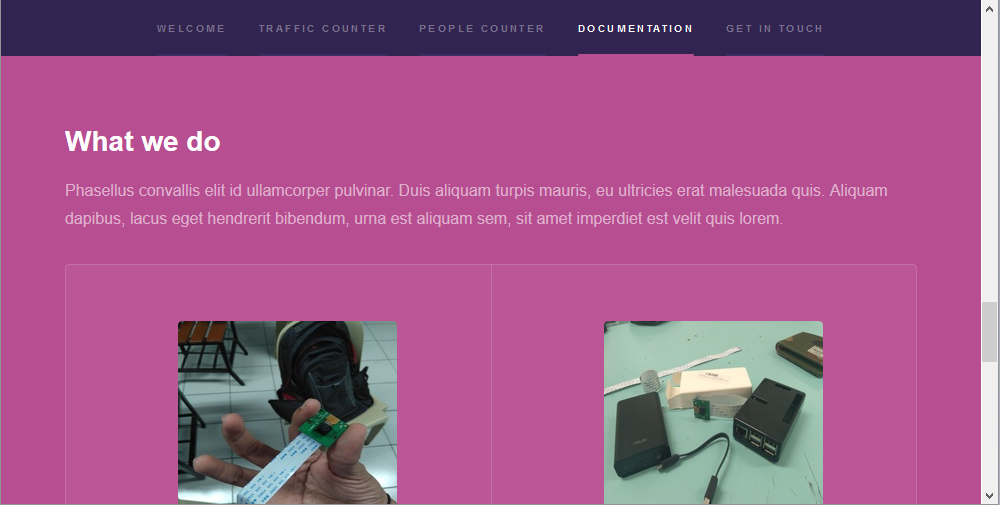 WELCOME TRAFFIC COUNTER PEOPLE COUNTER DOCUMENTATION GET IN TOUCH
What we do
Phasellus convallis elit id ullamcorper pulvinar. Duis aliquam turpis mauris, eu ultricies erat malesuada quis. Aliquam
dapibus, lacus eget hendrerit bibendum, urna est aliquam sem, sit amet imperdiet est velit quis lorem.